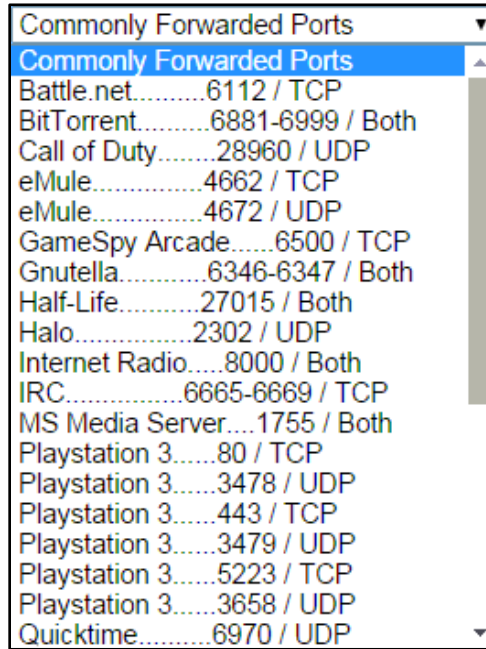 Commonly Forwarded Ports
Commonly Forwarded Ports
Battle.net..........6112 / TCP
BitTorrent..........6881-6999 / Both
Call of Duty........28960 / UDP
eMule...............4662 / TCP
eMule...............4672 / UDP
GameSpy Arcade......6500 / TCP
Gnutella............6346-6347 / Both
Half-Life...........27015 / Both
Halo................2302 / UDP
Internet Radio.....8000 / Both
IRC................6665-6669 / TCP
MS Media Server....1755 / Both
Playstation 3......80 / TCP
Playstation 3......3478 / UDP
Playstation 3......443 / TCP
Playstation 3......3479 / UDP
Playstation 3......5223 / TCP
Playstation 3......3658 / UDP
Quicktime..........6970 / UDP